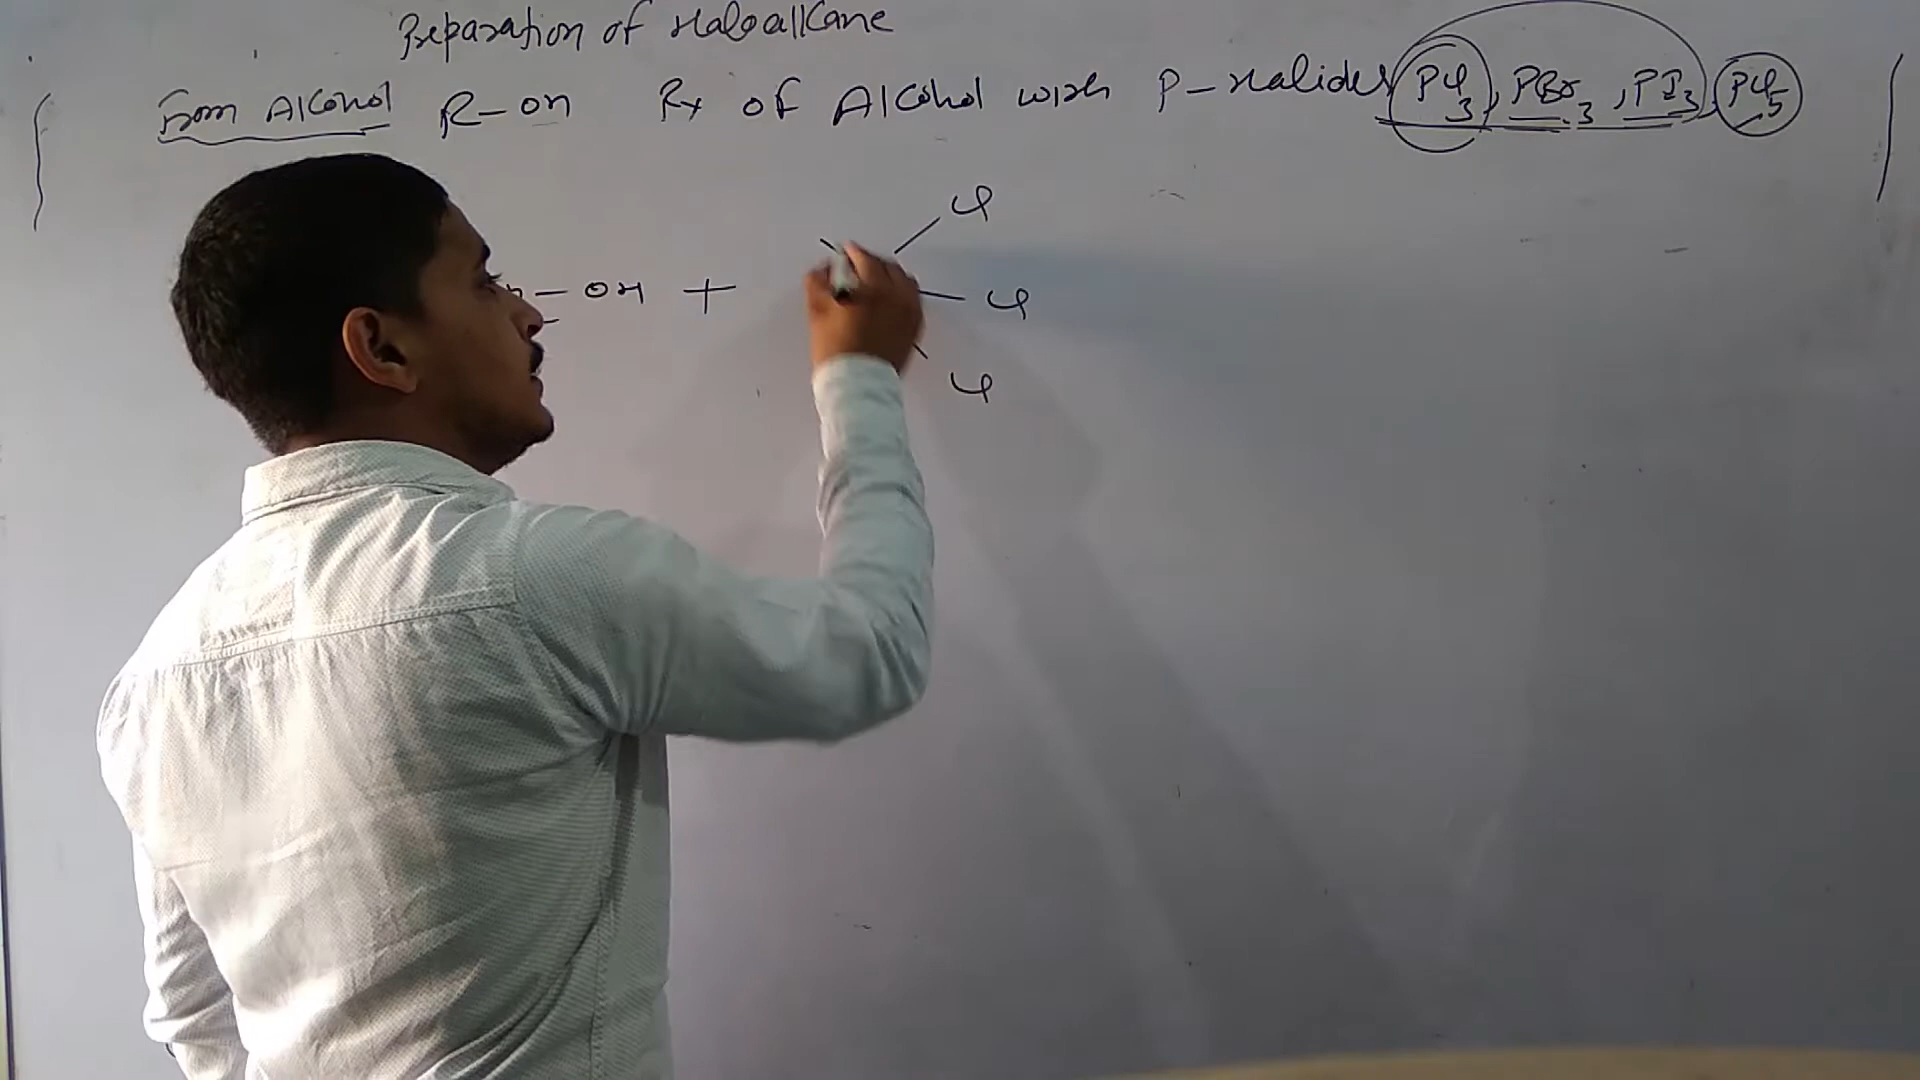 Preparation of Haloalkane
From Alcohol R-OH Rx of Alcohol with P-Halides PCl3, PBr3, PI3, PCl5
Cl
R - OH + Cl
Cl